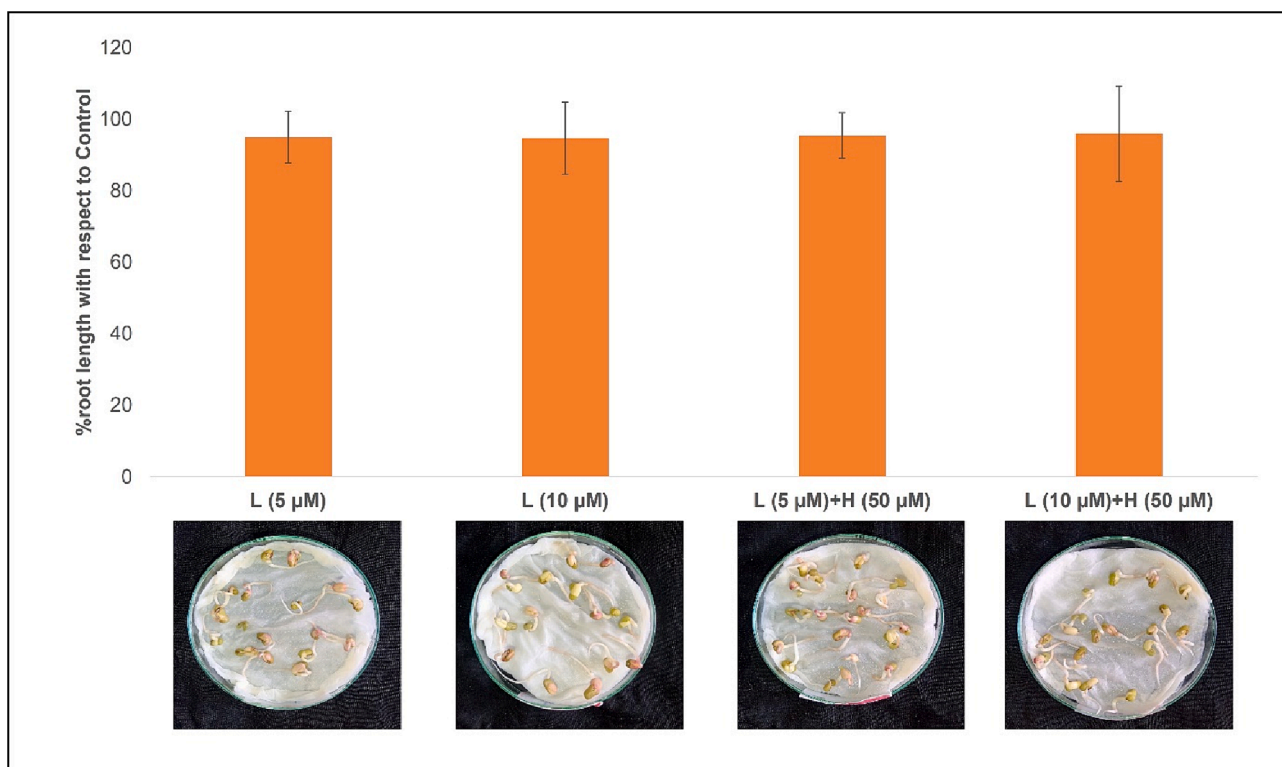 120
100
80
60
40
20
0
%root length with respect to Control
L (5 µM)
L (10 µM)
L (5 µM)+H (50 µM)
L (10 µM)+H (50 µM)